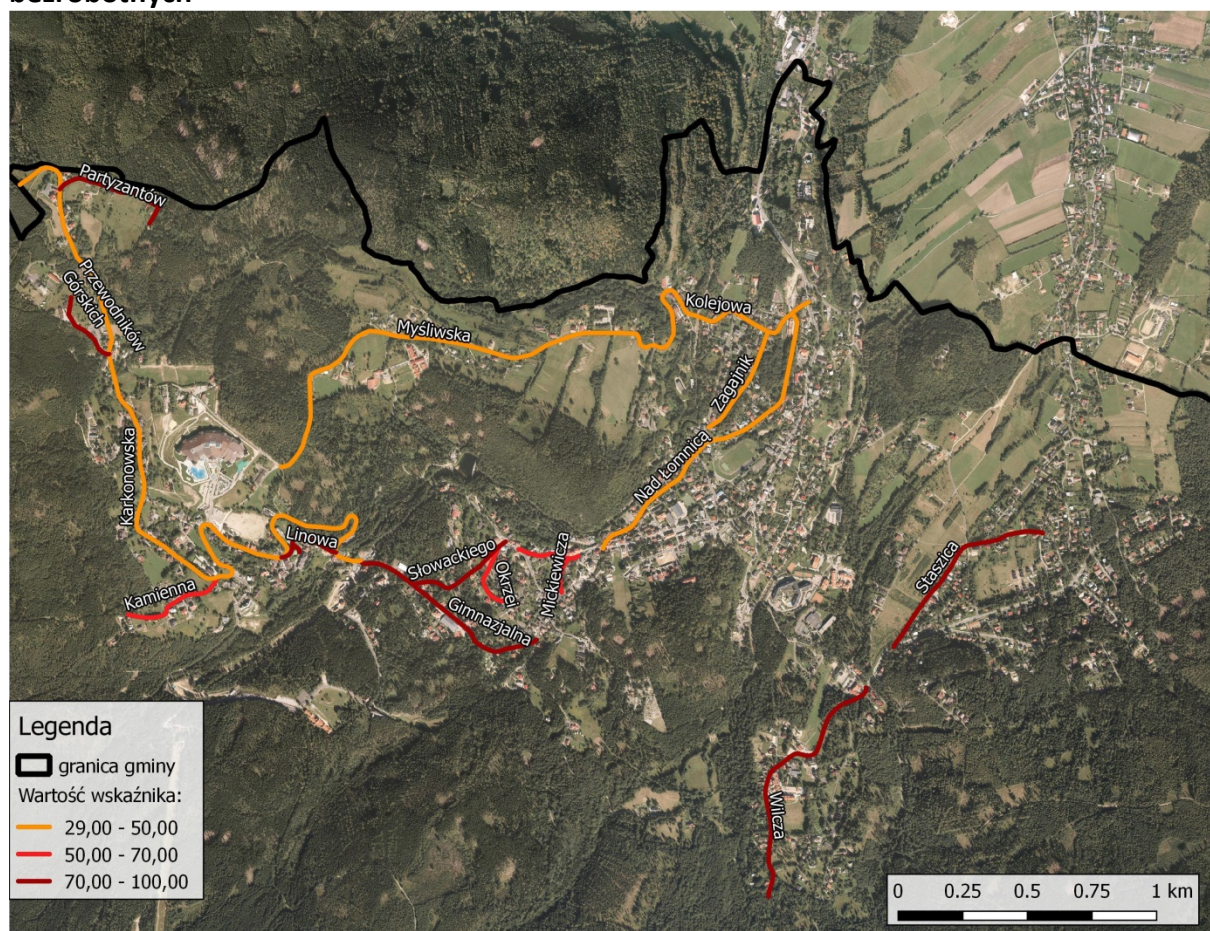 bezrobotnych
Partyzantów
Przewodników
Górskich
Kolejowa
Myśliwska
Zagajnik
Karkonowska
Nad Łomnicą
Linowa
Słowackiego
Okrzei
Mickiewicza
Staszica
Kamienna
Gimnazjalna
Wilcza
Legenda
granica gminy
Wartość wskaźnika:
29,00 - 50,00
50,00 - 70,00
70,00 - 100,00
0 0.25 0.5 0.75 1 km